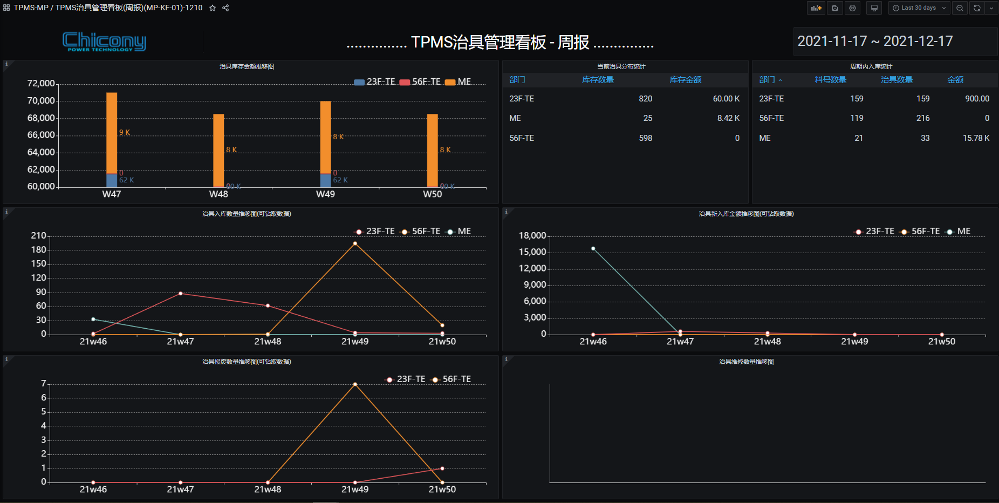 TPMS-MP / TPMS治具管理看板(周报)(MP-KF-01)-1210
Last 30 days
Chicony
POWER TECHNOLOGY
............... TPMS治具管理看板 - 周报 ...............
2021-11-17 ~ 2021-12-17
治具库存金额推移图
23F-TE 56F-TE ME
72,000
70,000
68,000
66,000
64,000
62,000
60,000
9 K
0
62 K
8 K
0
60 K
8 K
0
62 K
8 K
0
60 K
W47 W48 W49 W50
当前治具分布统计
部门 库存数量 库存金额
23F-TE 820 60.00 K
ME 25 8.42 K
56F-TE 598 0
周期内入库统计
部门 料号数量 治具数量 金额
23F-TE 159 159 900.00
56F-TE 119 216 0
ME 21 33 15.78 K
治具入库数量推移图(可钻取数据)
23F-TE 56F-TE ME
210
180
150
120
90
60
30
0
21w46 21w47 21w48 21w49 21w50
治具新入库金额推移图(可钻取数据)
23F-TE 56F-TE ME
18,000
15,000
12,000
9,000
6,000
3,000
0
21w46 21w47 21w48 21w49 21w50
治具报废数量推移图(可钻取数据)
23F-TE 56F-TE
7
6
5
4
3
2
1
0
21w46 21w47 21w48 21w49 21w50
治具维修数量推移图